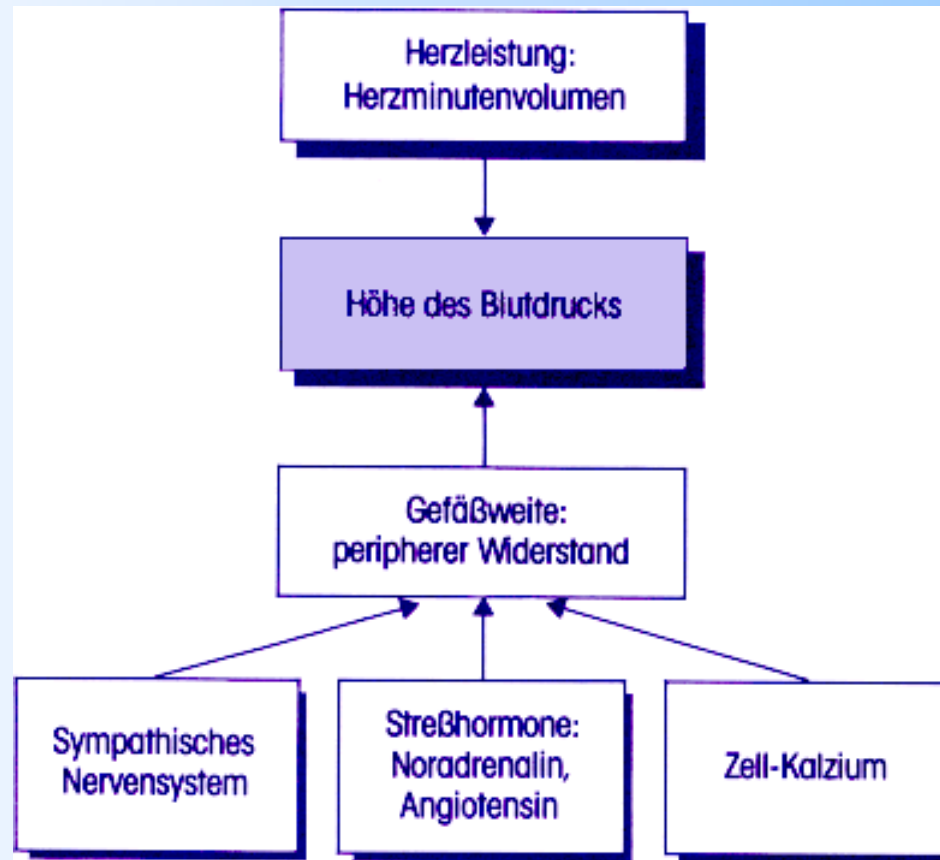 Herzleistung:
Herzminutenvolumen
Höhe des Blutdrucks
Gefäßweite:
peripherer Widerstand
Sympathisches
Nervensystem
Streßhormone:
Noradrenalin,
Angiotensin
Zell-Kalzium